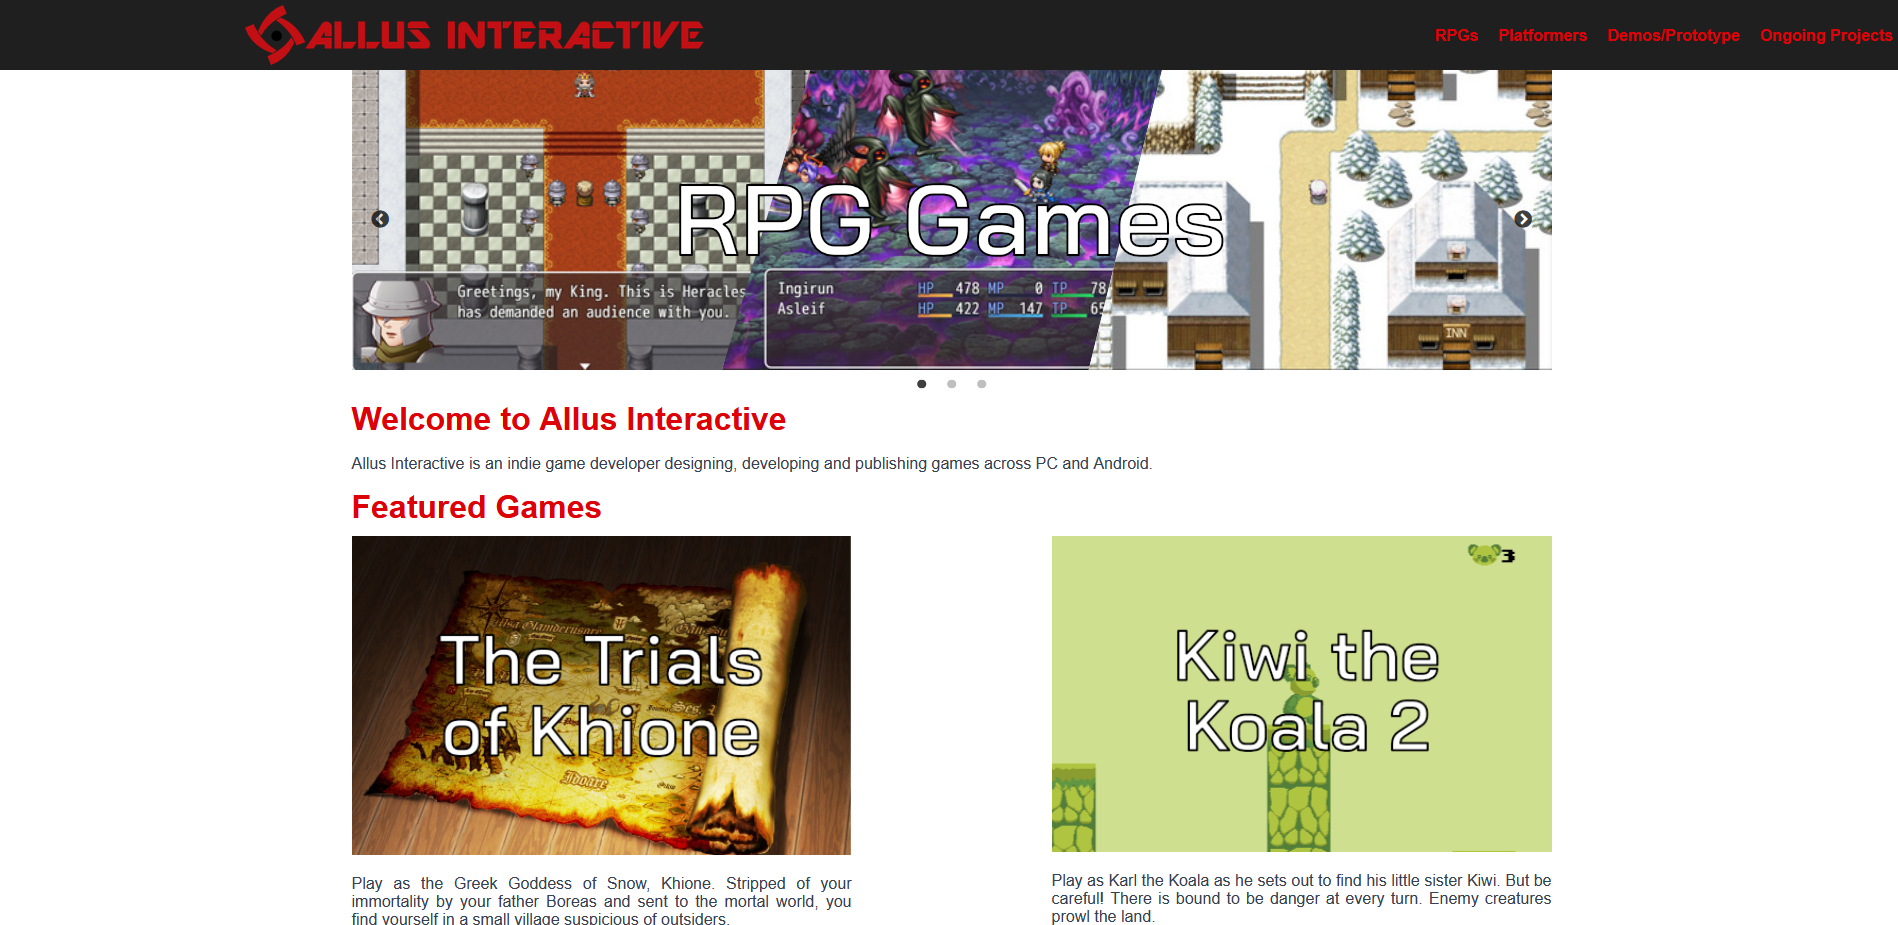 ALLUS INTERACTIVE
RPGs Platformers Demos/Prototype Ongoing Projects
RPG Games
Greetings, my King. This is Heracles
has demanded an audience with you.
Ingirun HP 478 MP 0 TP 78
Asleif HP 422 MP 147 TP 65
INN
Welcome to Allus Interactive
Allus Interactive is an indie game developer designing, developing and publishing games across PC and Android.
Featured Games
The Trials
of Khione
Idoare
Play as the Greek Goddess of Snow, Khione. Stripped of your
immortality by your father Boreas and sent to the mortal world, you
find yourself in a small village suspicious of outsiders.
3
Kiwi the
Koala 2
Play as Karl the Koala as he sets out to find his little sister Kiwi. But be
careful! There is bound to be danger at every turn. Enemy creatures
prowl the land.